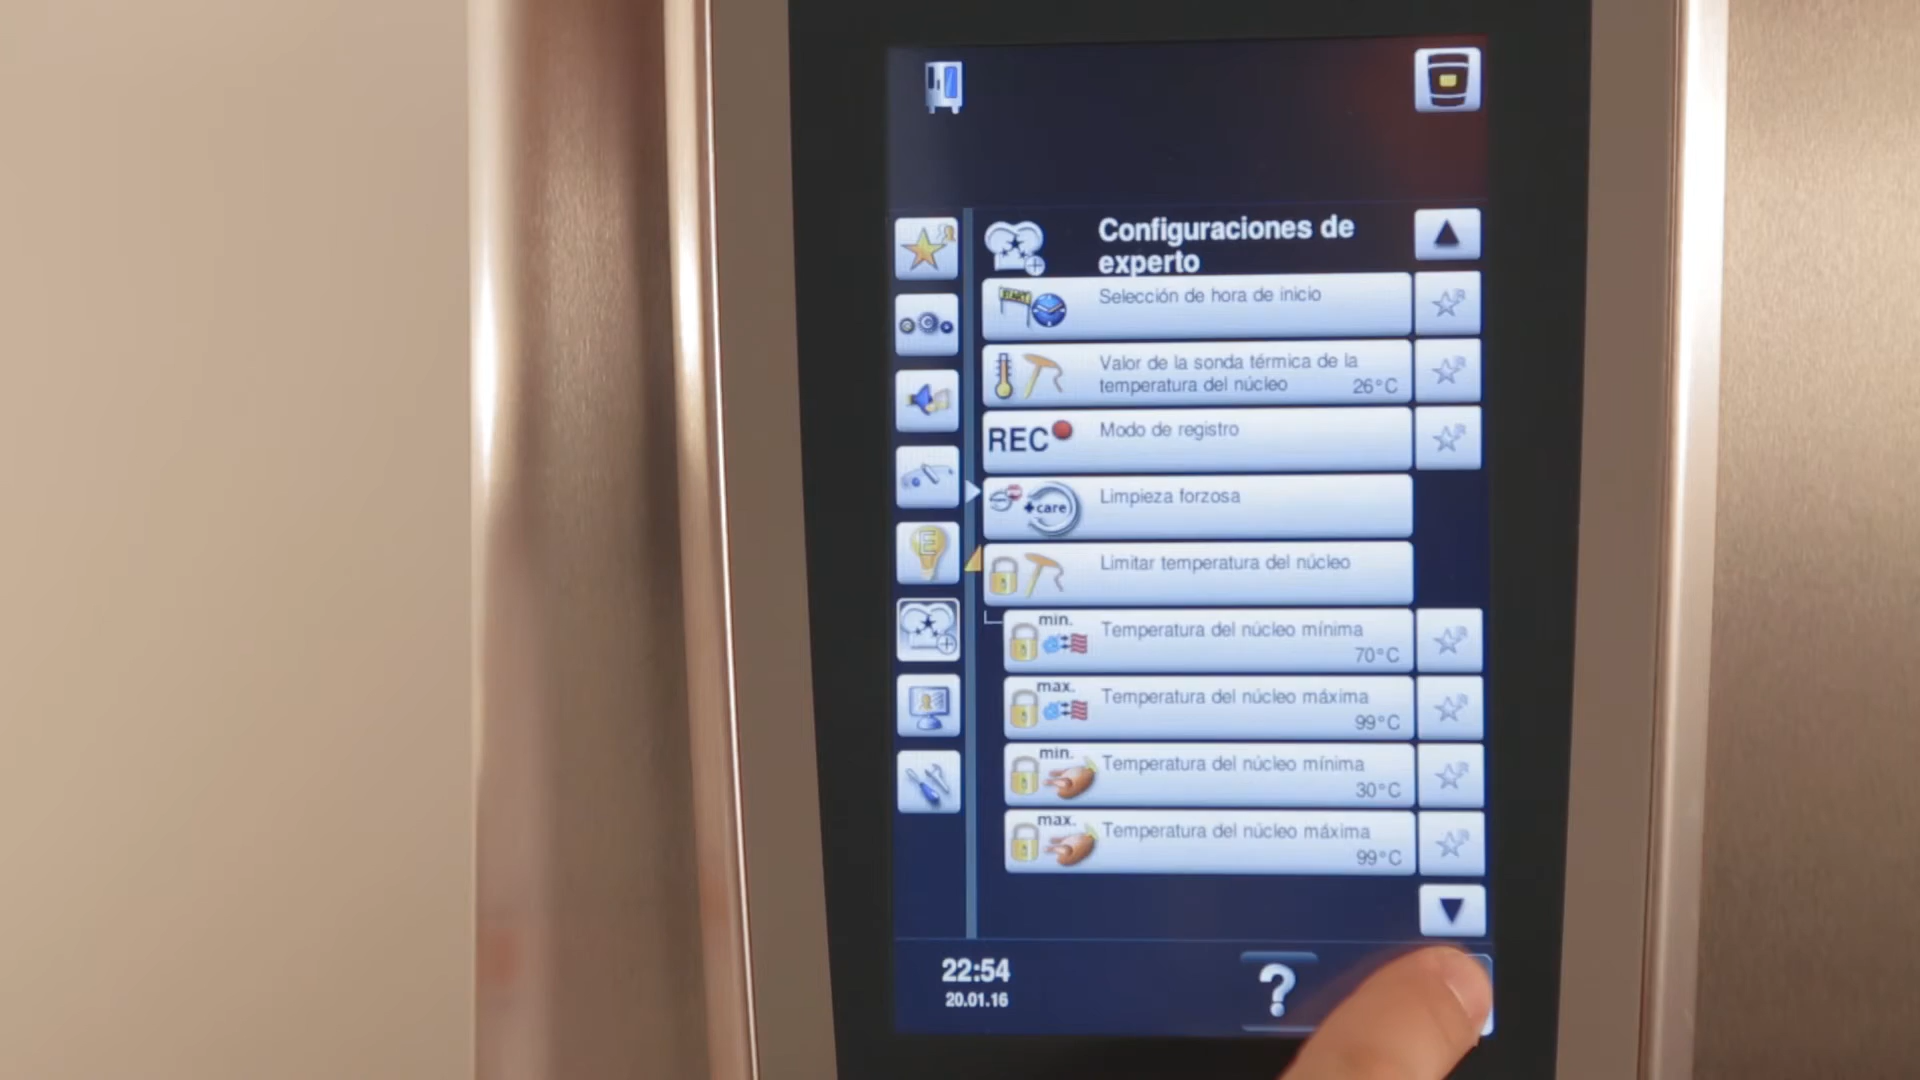 Configuraciones de
experto
START
Selección de hora de inicio
Valor de la sonda térmica de la
temperatura del núcleo 26°C
REC
Modo de registro
+care
Limpieza forzosa
E
Limitar temperatura del núcleo
min.
Temperatura del núcleo mínima
70°C
max.
Temperatura del núcleo máxima
99°C
min.
Temperatura del núcleo mínima
30°C
max.
Temperatura del núcleo máxima
99°C
22:54
20.01.16
?